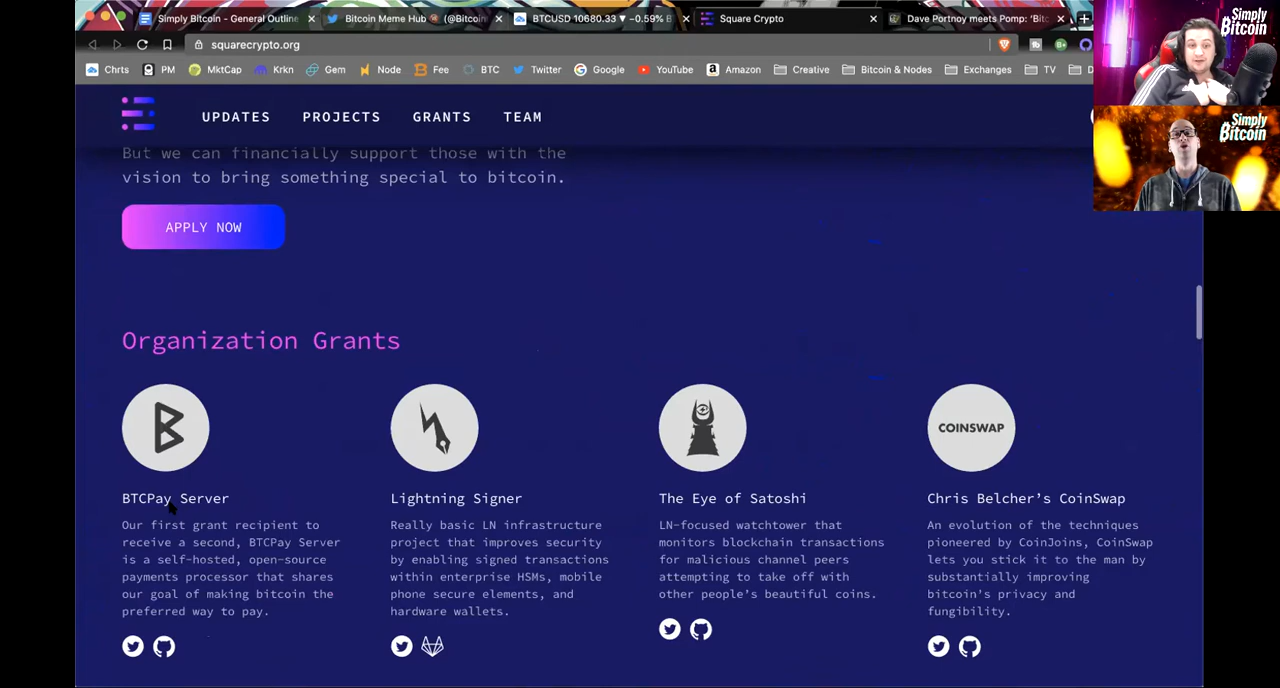 Simply Bitcoin - General Outline
Bitcoin Meme Hub (@Bitcoin
BTCUSD 10680.33 ▼ −0.59% B
Square Crypto
Dave Portnoy meets Pomp: 'Bitc
squarecrypto.org
Chrts
PM
MktCap
Krkn
Gem
Node
Fee
BTC
Twitter
Google
YouTube
Amazon
Creative
Bitcoin & Nodes
Exchanges
TV
D
Simply
Bitcoin
Simply
Bitcoin
UPDATES
PROJECTS
GRANTS
TEAM
But we can financially support those with the
vision to bring something special to bitcoin.
APPLY NOW
Organization Grants
COINSWAP
BTCPay Server
Our first grant recipient to
receive a second, BTCPay Server
is a self-hosted, open-source
payments processor that shares
our goal of making bitcoin the
preferred way to pay.
Lightning Signer
Really basic LN infrastructure
project that improves security
by enabling signed transactions
within enterprise HSMs, mobile
phone secure elements, and
hardware wallets.
The Eye of Satoshi
LN-focused watchtower that
monitors blockchain transactions
for malicious channel peers
attempting to take off with
other people's beautiful coins.
Chris Belcher's CoinSwap
An evolution of the techniques
pioneered by CoinJoins, CoinSwap
lets you stick it to the man by
substantially improving
bitcoin's privacy and
fungibility.